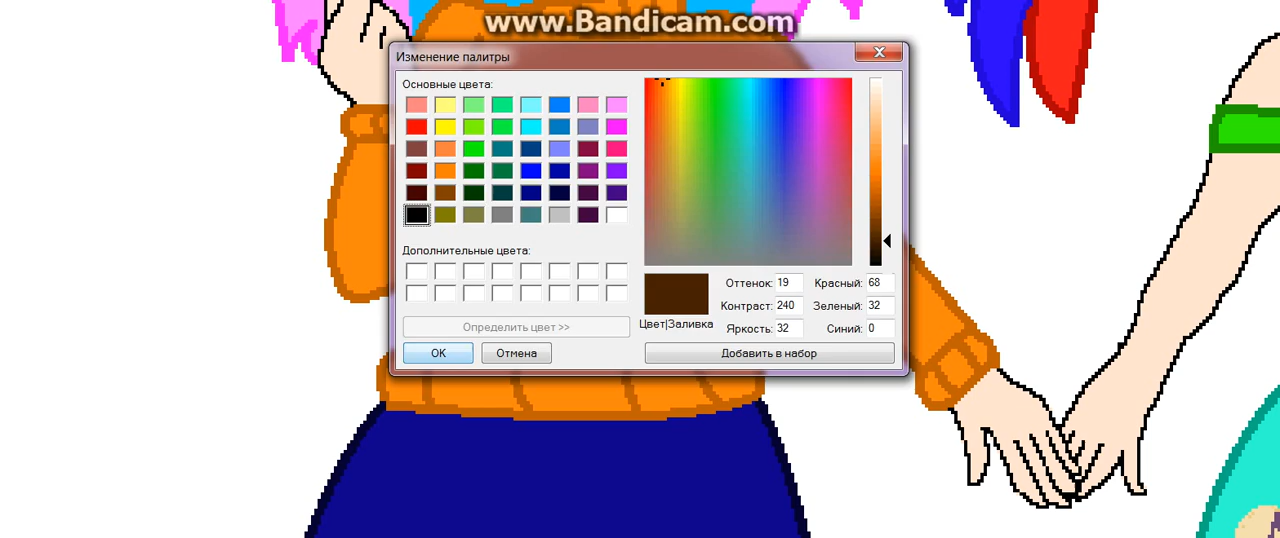 www.Bandicam.com
Изменение палитры
Основные цвета:
Дополнительные цвета:
Определить цвет >>
OK
Отмена
Цвет|Заливка
Оттенок: 19
Контраст: 240
Яркость: 32
Красный: 68
Зеленый: 32
Синий: 0
Добавить в набор